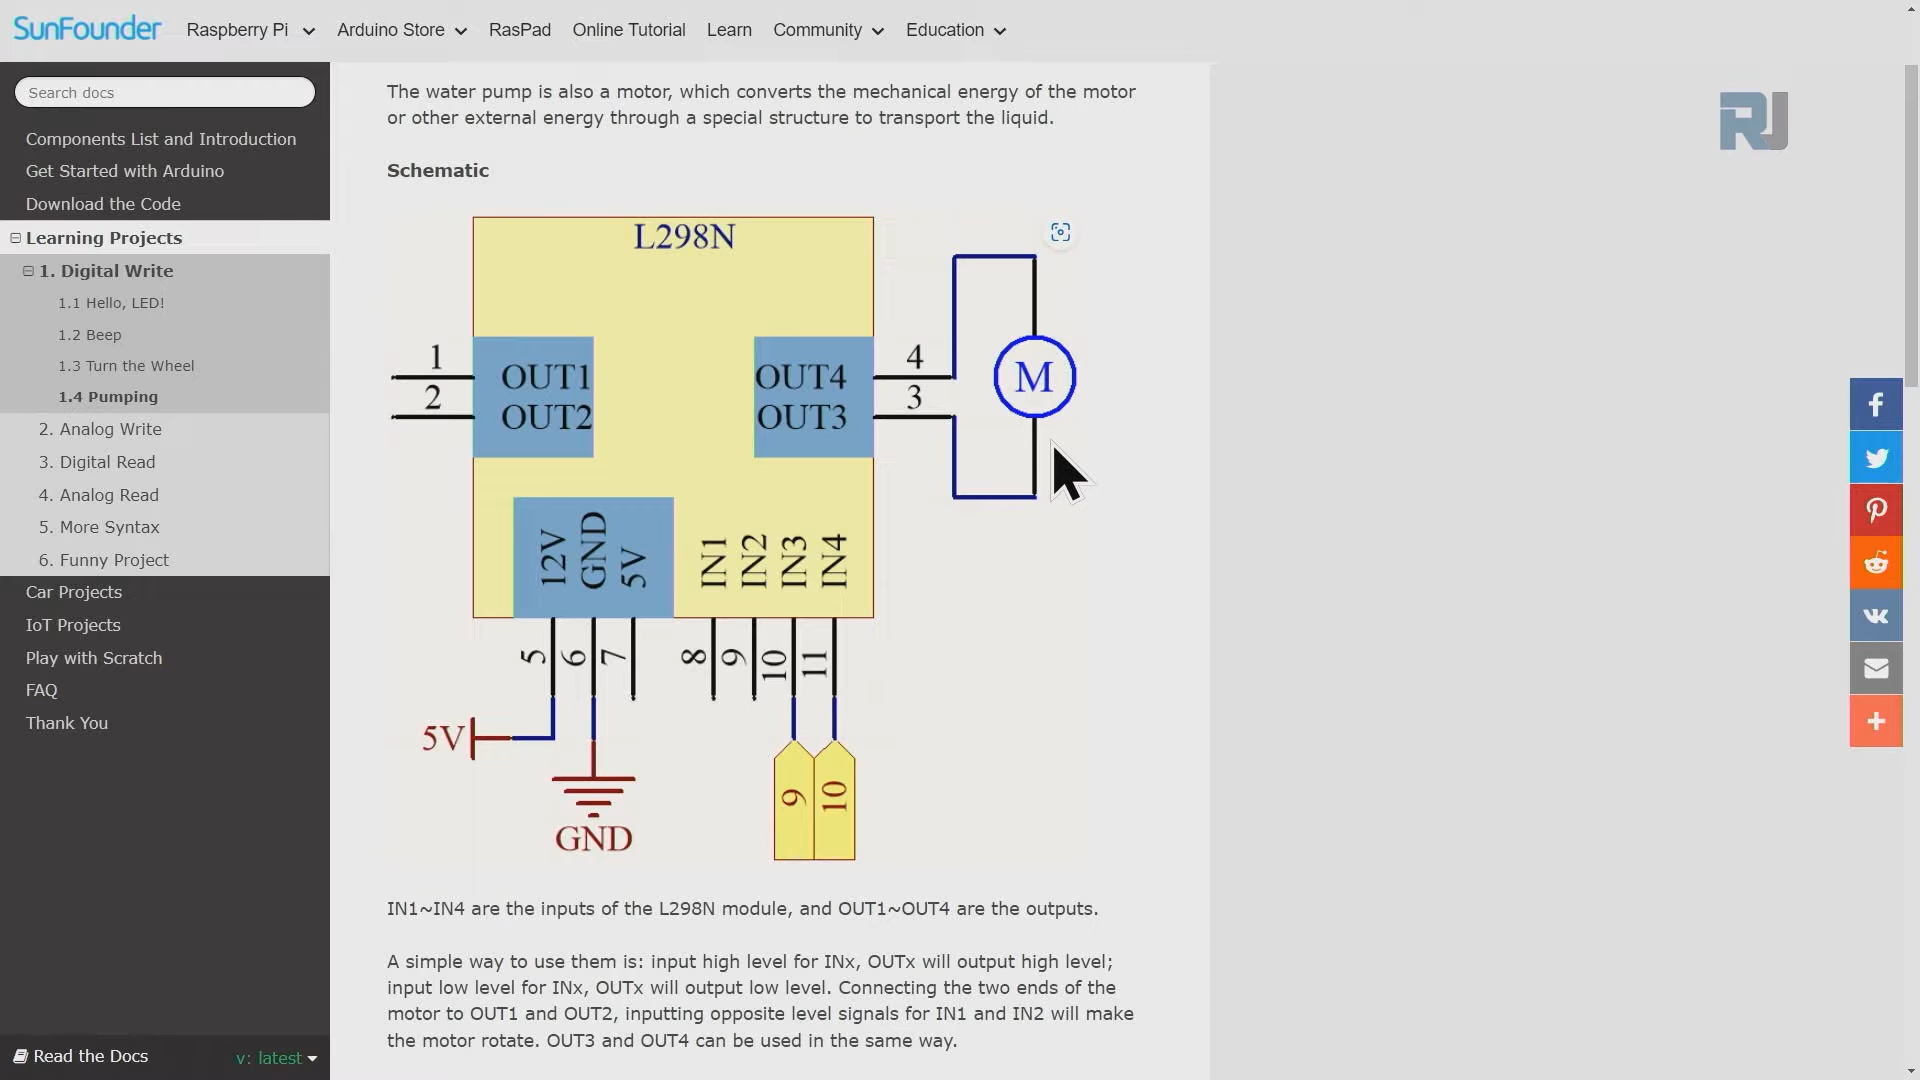 SunFounder Raspberry Pi Arduino Store RasPad Online Tutorial Learn Community Education
Search docs
Components List and Introduction
Get Started with Arduino
Download the Code
Learning Projects
1. Digital Write
1.1 Hello, LED!
1.2 Beep
1.3 Turn the Wheel
1.4 Pumping
2. Analog Write
3. Digital Read
4. Analog Read
5. More Syntax
6. Funny Project
Car Projects
IoT Projects
Play with Scratch
FAQ
Thank You
Read the Docs v: latest
The water pump is also a motor, which converts the mechanical energy of the motor
or other external energy through a special structure to transport the liquid.
Schematic
L298N
1 OUT1 OUT4 4
2 OUT2 OUT3 3
M
12V GND 5V IN1 IN2 IN3 IN4
5 6 7 8 9 10 11
5V
GND
9 10
IN1~IN4 are the inputs of the L298N module, and OUT1~OUT4 are the outputs.
A simple way to use them is: input high level for INx, OUTx will output high level;
input low level for INx, OUTx will output low level. Connecting the two ends of the
motor to OUT1 and OUT2, inputting opposite level signals for IN1 and IN2 will make
the motor rotate. OUT3 and OUT4 can be used in the same way.
RJ